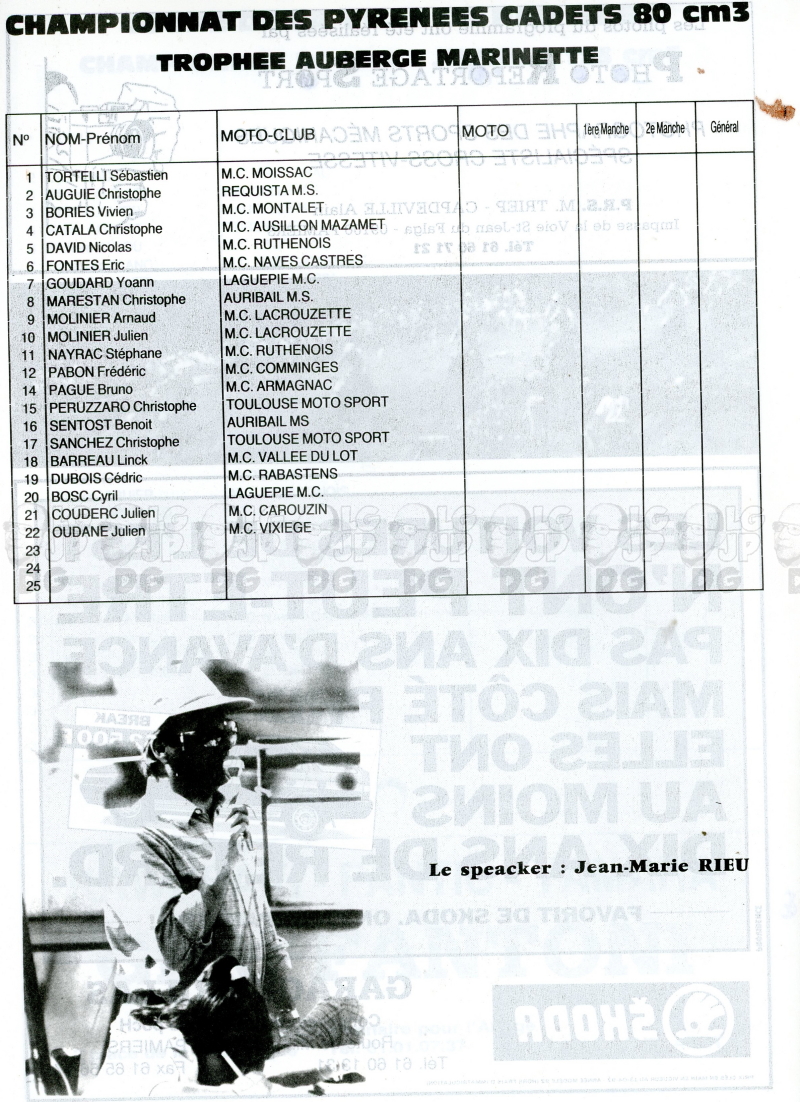 CHAMPIONNAT DES PYRENEES CADETS 80 cm3
TROPHEE AUBERGE MARINETTE
N° NOM-Prénom MOTO-CLUB MOTO 1ère Manche 2e Manche Général
1 TORTELLI Sébastien M.C. MOISSAC
2 AUGUIE Christophe REQUISTA M.S.
3 BORIES Vivien M.C. MONTALET
4 CATALA Christophe M.C. AUSILLON MAZAMET
5 DAVID Nicolas M.C. RUTHENOIS
6 FONTES Eric M.C. NAVES CASTRES
7 GOUDARD Yoann LAGUEPIE M.C.
8 MARESTAN Christophe AURIBAIL M.S.
9 MOLINIER Arnaud M.C. LACROUZETTE
10 MOLINIER Julien M.C. LACROUZETTE
11 NAYRAC Stéphane M.C. RUTHENOIS
12 PABON Frédéric M.C. COMMINGES
14 PAGUE Bruno M.C. ARMAGNAC
15 PERUZZARO Christophe TOULOUSE MOTO SPORT
16 SENTOST Benoit AURIBAIL MS
17 SANCHEZ Christophe TOULOUSE MOTO SPORT
18 BARREAU Linck M.C. VALLEE DU LOT
19 DUBOIS Cédric M.C. RABASTENS
20 BOSC Cyril LAGUEPIE M.C.
21 COUDERC Julien M.C. CAROUZIN
22 OUDANE Julien M.C. VIXIEGE
23
24
25
Le speacker : Jean-Marie RIEU